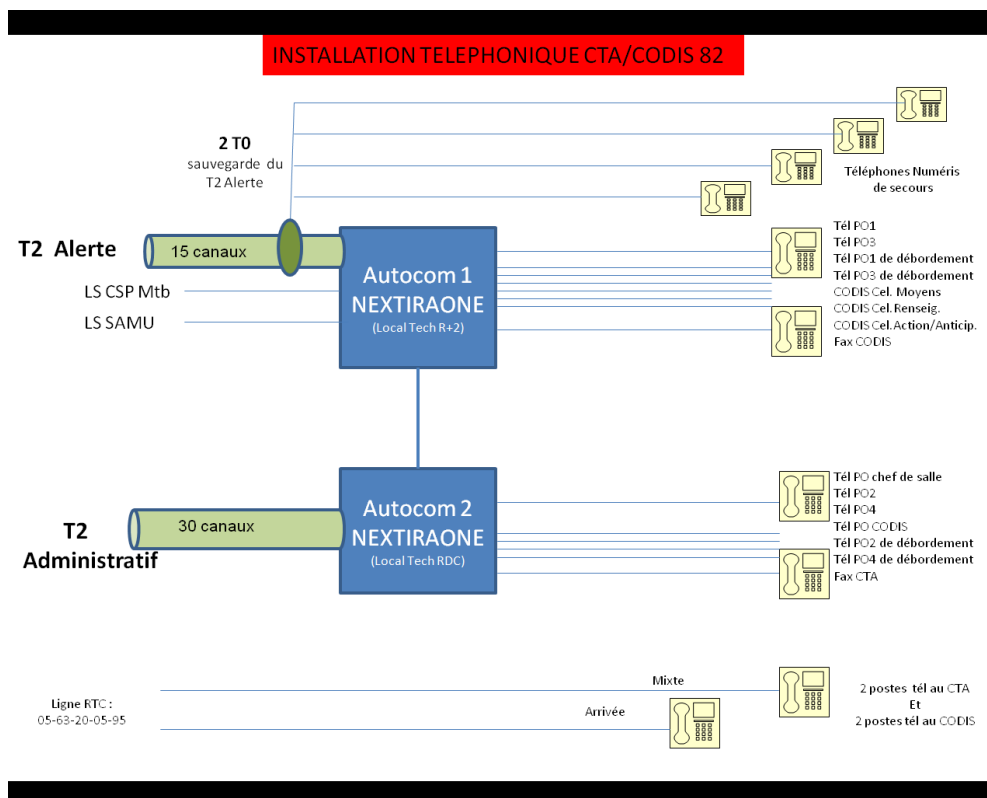 INSTALLATION TELEPHONIQUE CTA/CODIS 82
2 T0
sauvegarde du
T2 Alerte
Téléphones Numéris
de secours
T2 Alerte
15 canaux
LS CSP Mtb
LS SAMU
Autocom 1
NEXTIRAONE
(Local Tech R+2)
Tél PO1
Tél PO3
Tél PO1 de débordement
Tél PO3 de débordement
CODIS Cel. Moyens
CODIS Cel. Renseig.
CODIS Cel. Action/Anticip.
Fax CODIS
T2
Administratif
30 canaux
Autocom 2
NEXTIRAONE
(Local Tech RDC)
Tél PO chef de salle
Tél PO2
Tél PO4
Tél PO CODIS
Tél PO2 de débordement
Tél PO4 de débordement
Fax CTA
Ligne RTC :
05-63-20-05-95
Mixte
Arrivée
2 postes tél au CTA
Et
2 postes tél au CODIS